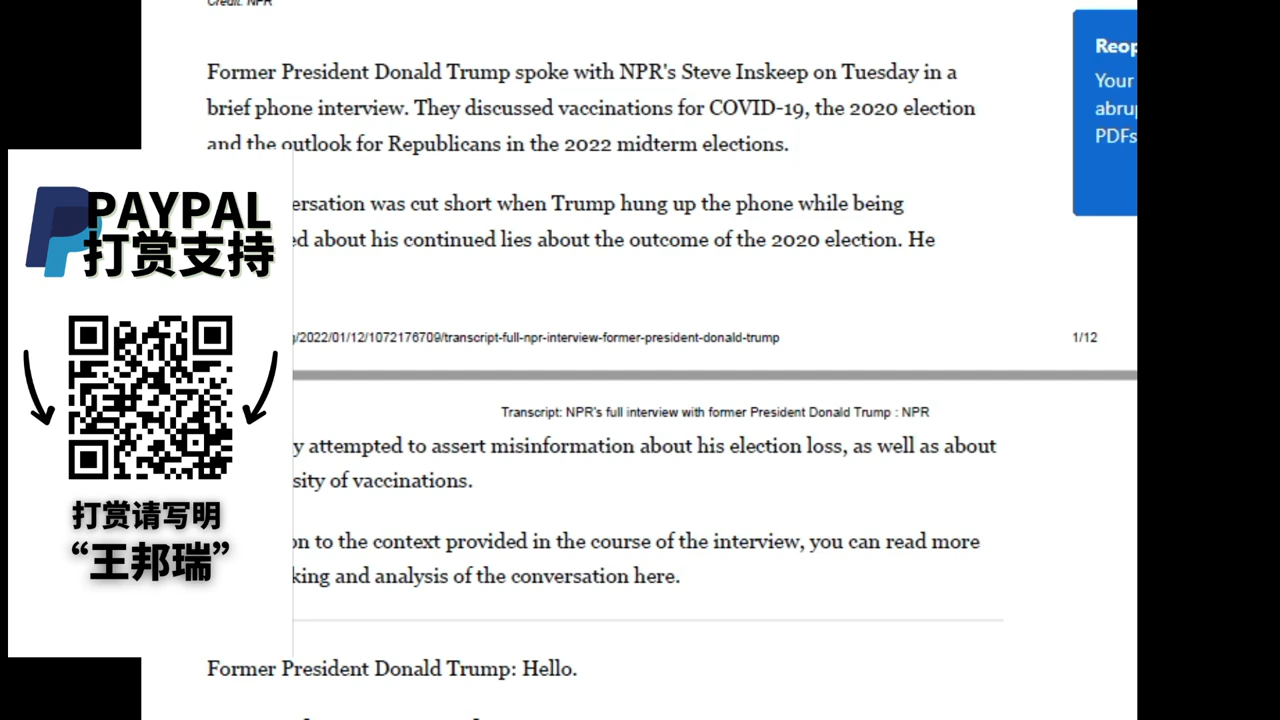 Credit: NPR
Former President Donald Trump spoke with NPR's Steve Inskeep on Tuesday in a
brief phone interview. They discussed vaccinations for COVID-19, the 2020 election
and the outlook for Republicans in the 2022 midterm elections.
ersation was cut short when Trump hung up the phone while being
ed about his continued lies about the outcome of the 2020 election. He
/2022/01/12/1072176709/transcript-full-npr-interview-former-president-donald-trump
1/12
Transcript: NPR's full interview with former President Donald Trump : NPR
y attempted to assert misinformation about his election loss, as well as about
sity of vaccinations.
on to the context provided in the course of the interview, you can read more
king and analysis of the conversation here.
Former President Donald Trump: Hello.
Reop
Your
abrup
PDFs
PAYPAL
打赏支持
打赏请写明
“王邦瑞”